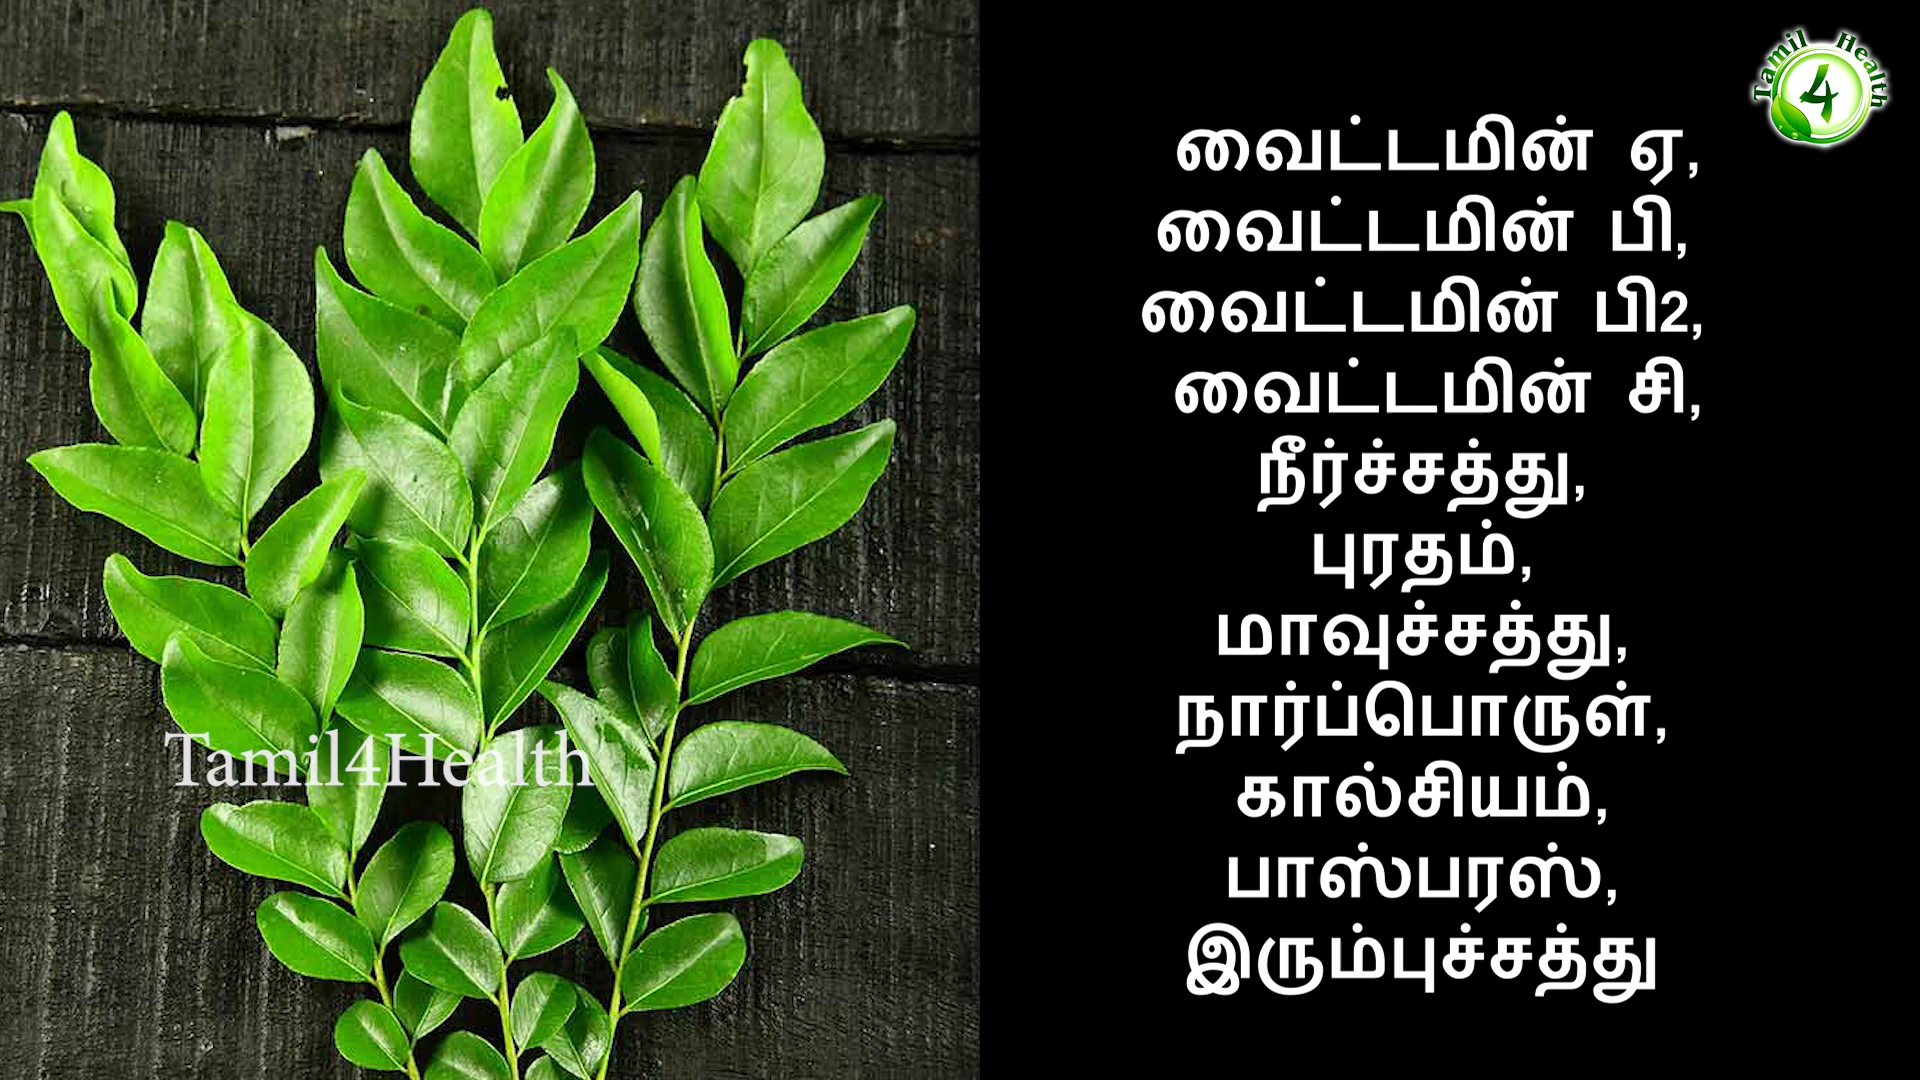 Tamil 4 Health
வைட்டமின் ஏ,
வைட்டமின் பி,
வைட்டமின் பி2,
வைட்டமின் சி,
நீர்ச்சத்து,
புரதம்,
மாவுச்சத்து,
நார்ப்பொருள்,
கால்சியம்,
பாஸ்பரஸ்,
இரும்புச்சத்து
Tamil4Health